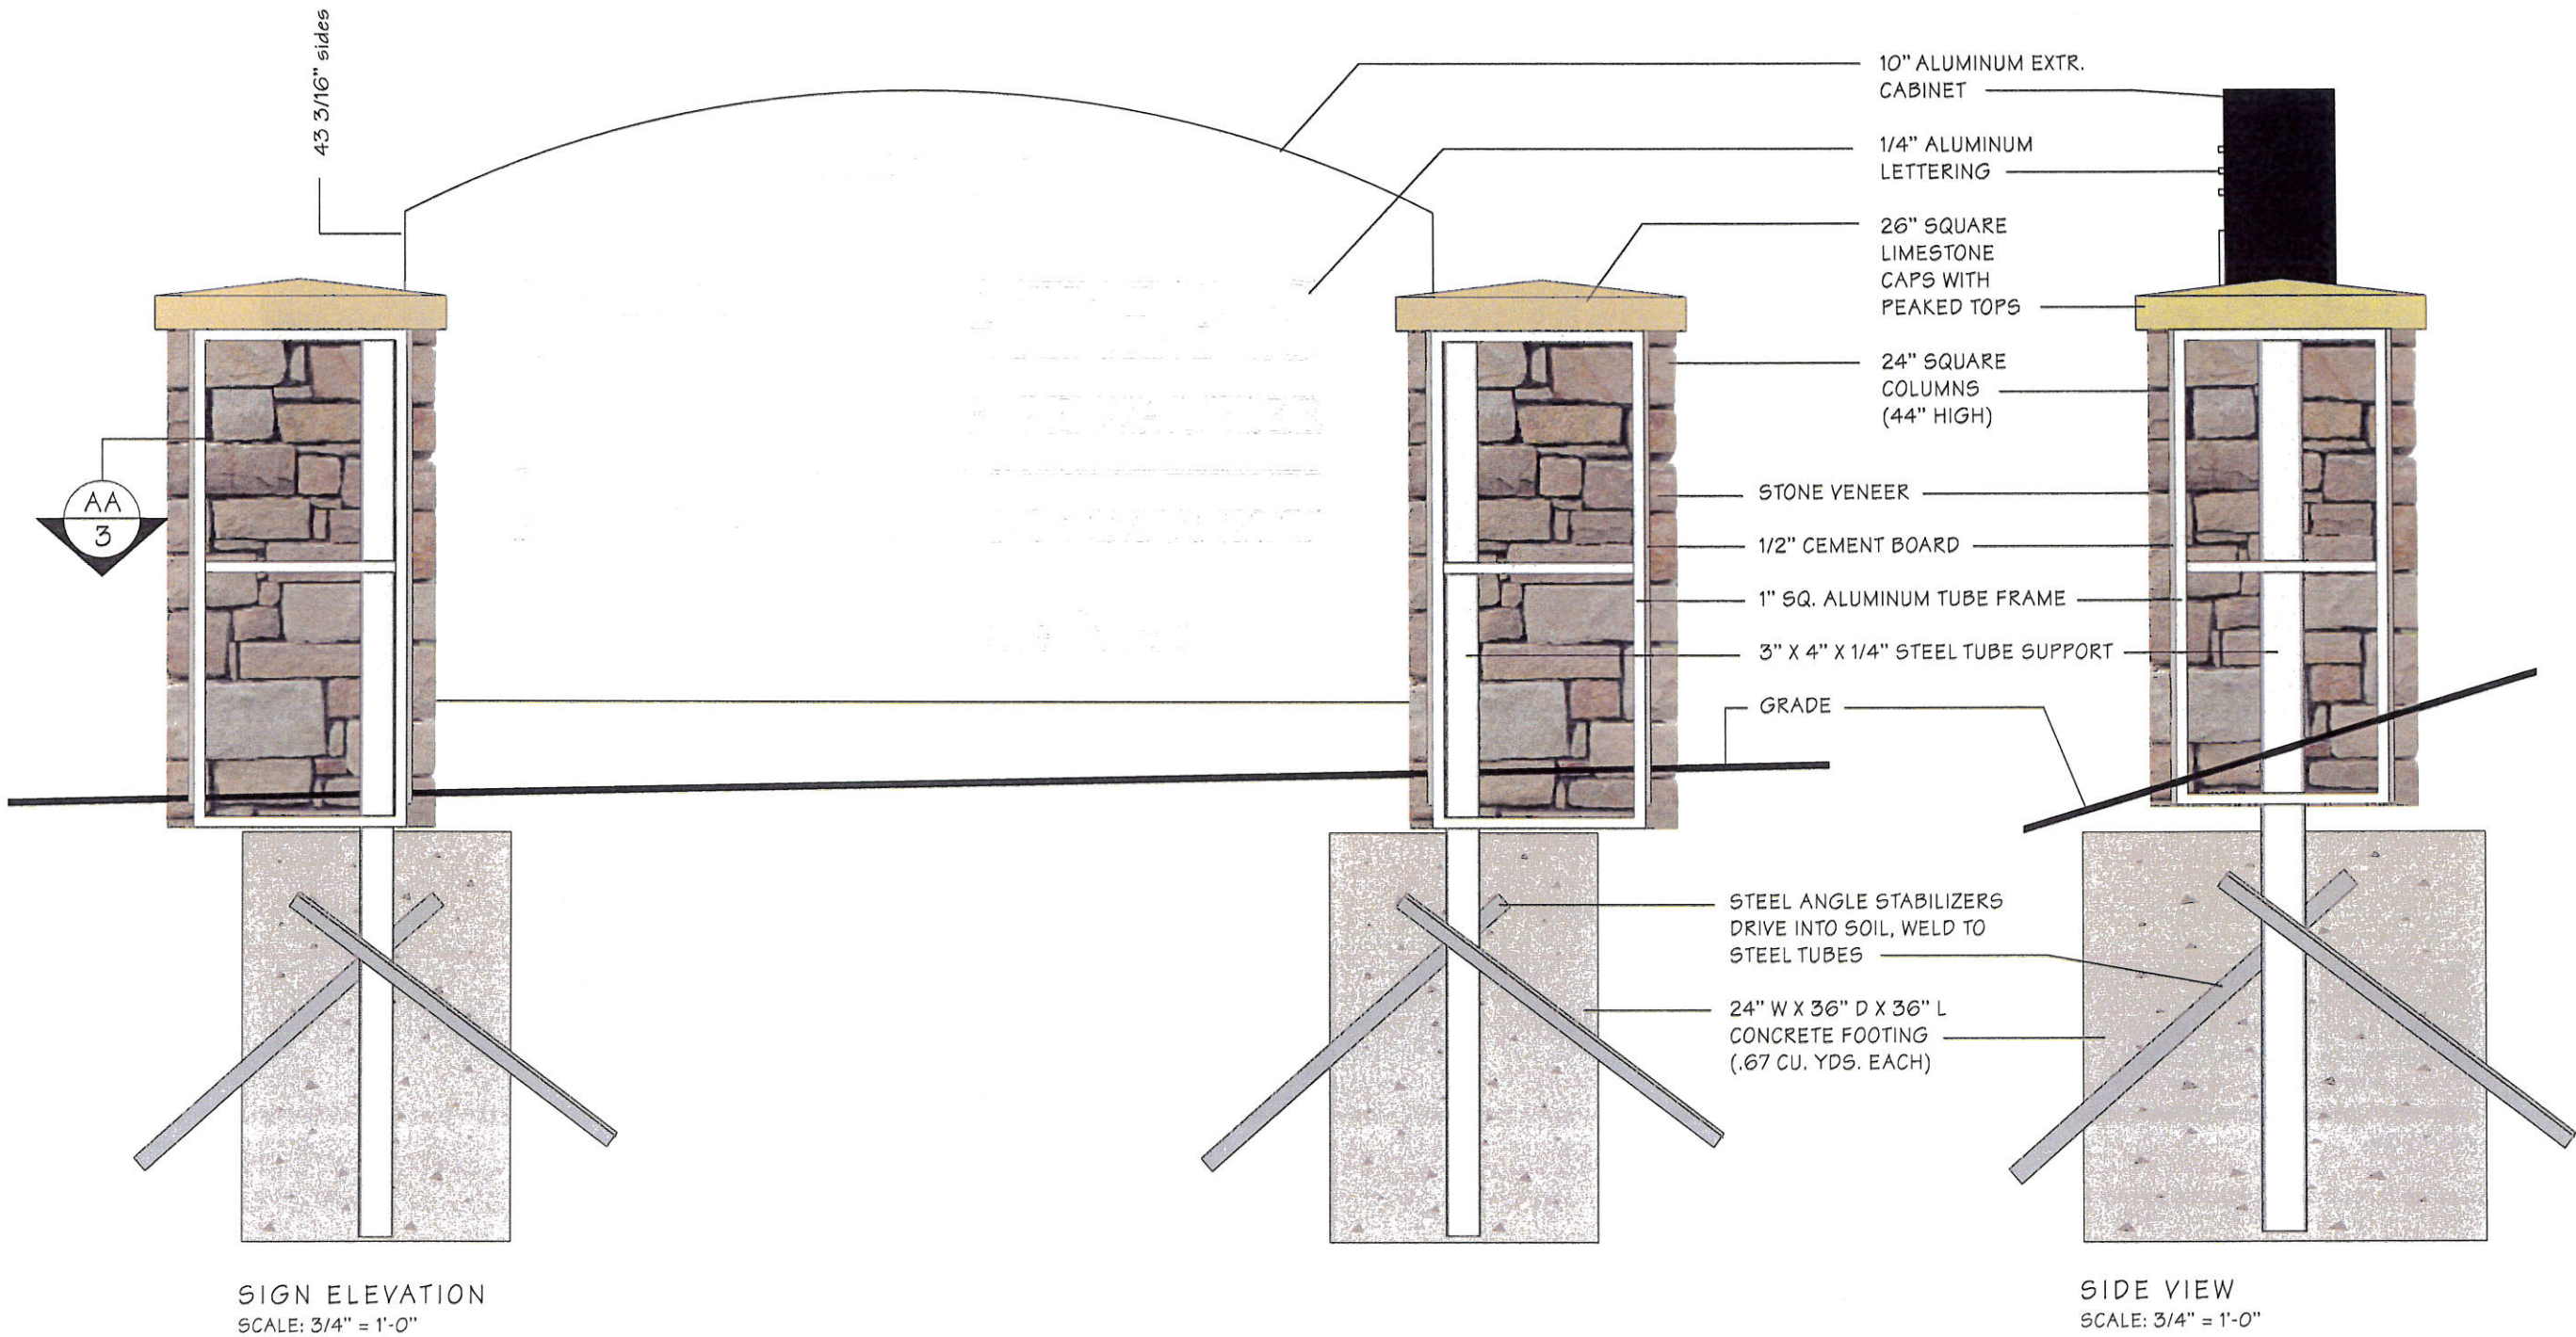 43 3/16" sides
10" ALUMINUM EXTR.
CABINET
1/4" ALUMINUM
LETTERING
26" SQUARE
LIMESTONE
CAPS WITH
PEAKED TOPS
24" SQUARE
COLUMNS
(44" HIGH)
AA
3
STONE VENEER
1/2" CEMENT BOARD
1" SQ. ALUMINUM TUBE FRAME
3" X 4" X 1/4" STEEL TUBE SUPPORT
GRADE
STEEL ANGLE STABILIZERS
DRIVE INTO SOIL, WELD TO
STEEL TUBES
24" W X 36" D X 36" L
CONCRETE FOOTING
(.67 CU. YDS. EACH)
SIGN ELEVATION
SCALE: 3/4" = 1'-0"
SIDE VIEW
SCALE: 3/4" = 1'-0"